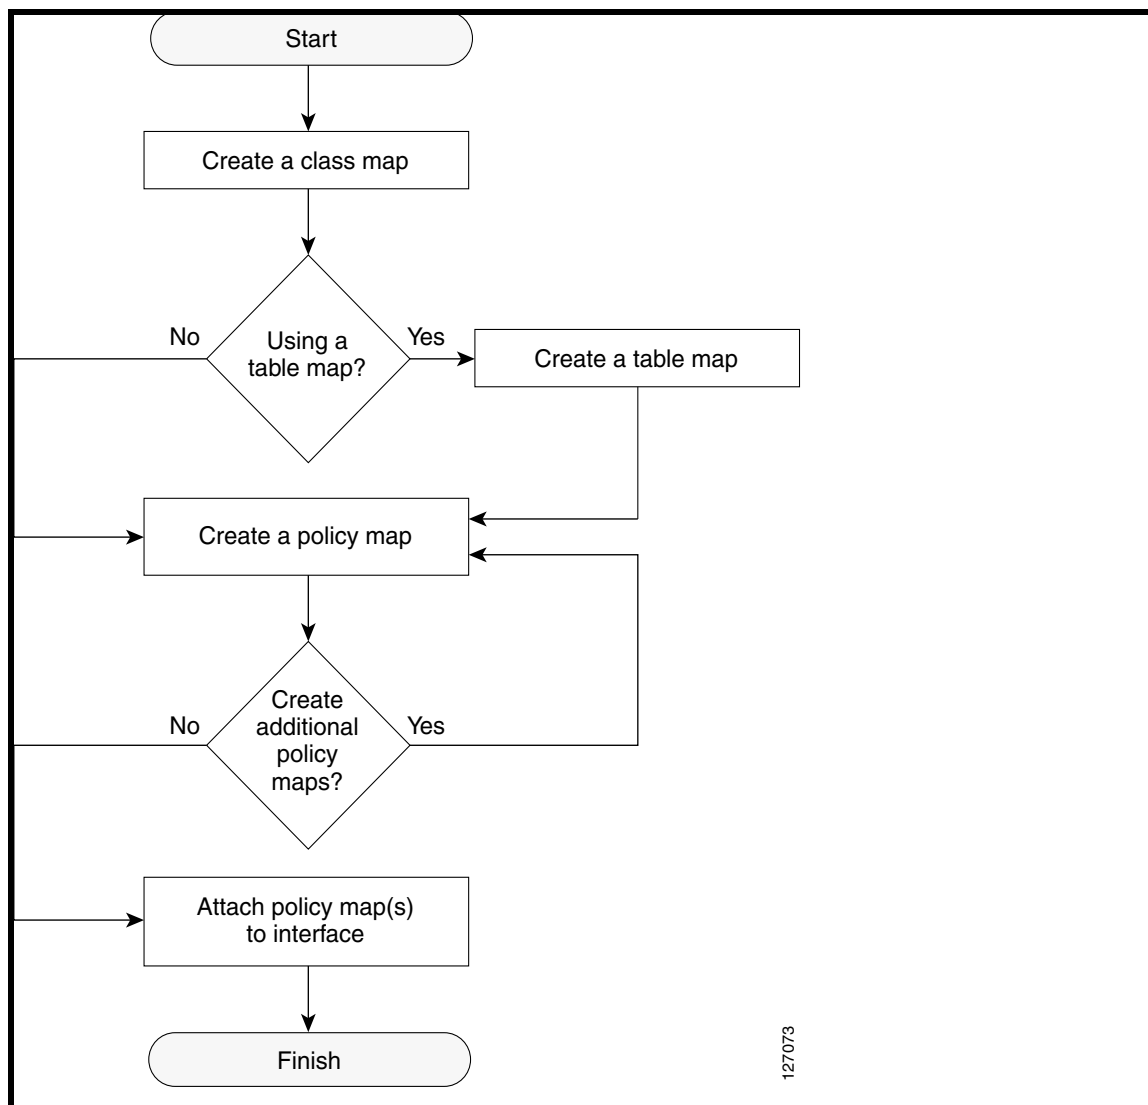 Start
Create a class map
No
Using a
table map?
Yes
Create a table map
Create a policy map
No
Create
additional
policy
maps?
Yes
Attach policy map(s)
to interface
Finish
127073